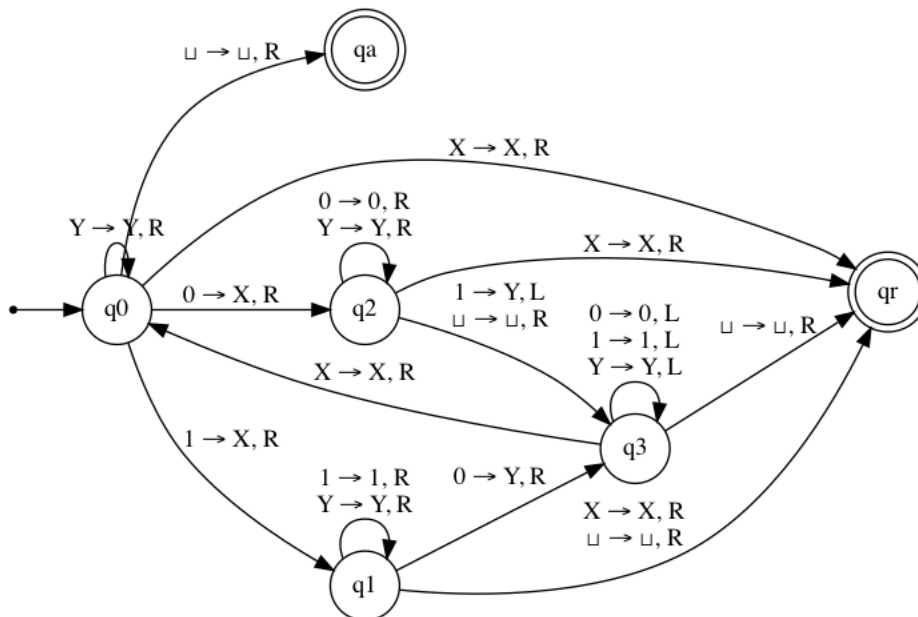 ⊔ → ⊔, R
qa
X → X, R
Y → Y, R
0 → 0, R
Y → Y, R
X → X, R
q0
0 → X, R
q2
1 → Y, L
⊔ → ⊔, R
0 → 0, L
1 → 1, L
Y → Y, L
⊔ → ⊔, R
qr
X → X, R
q3
1 → X, R
1 → 1, R
Y → Y, R
0 → Y, R
X → X, R
⊔ → ⊔, R
q1